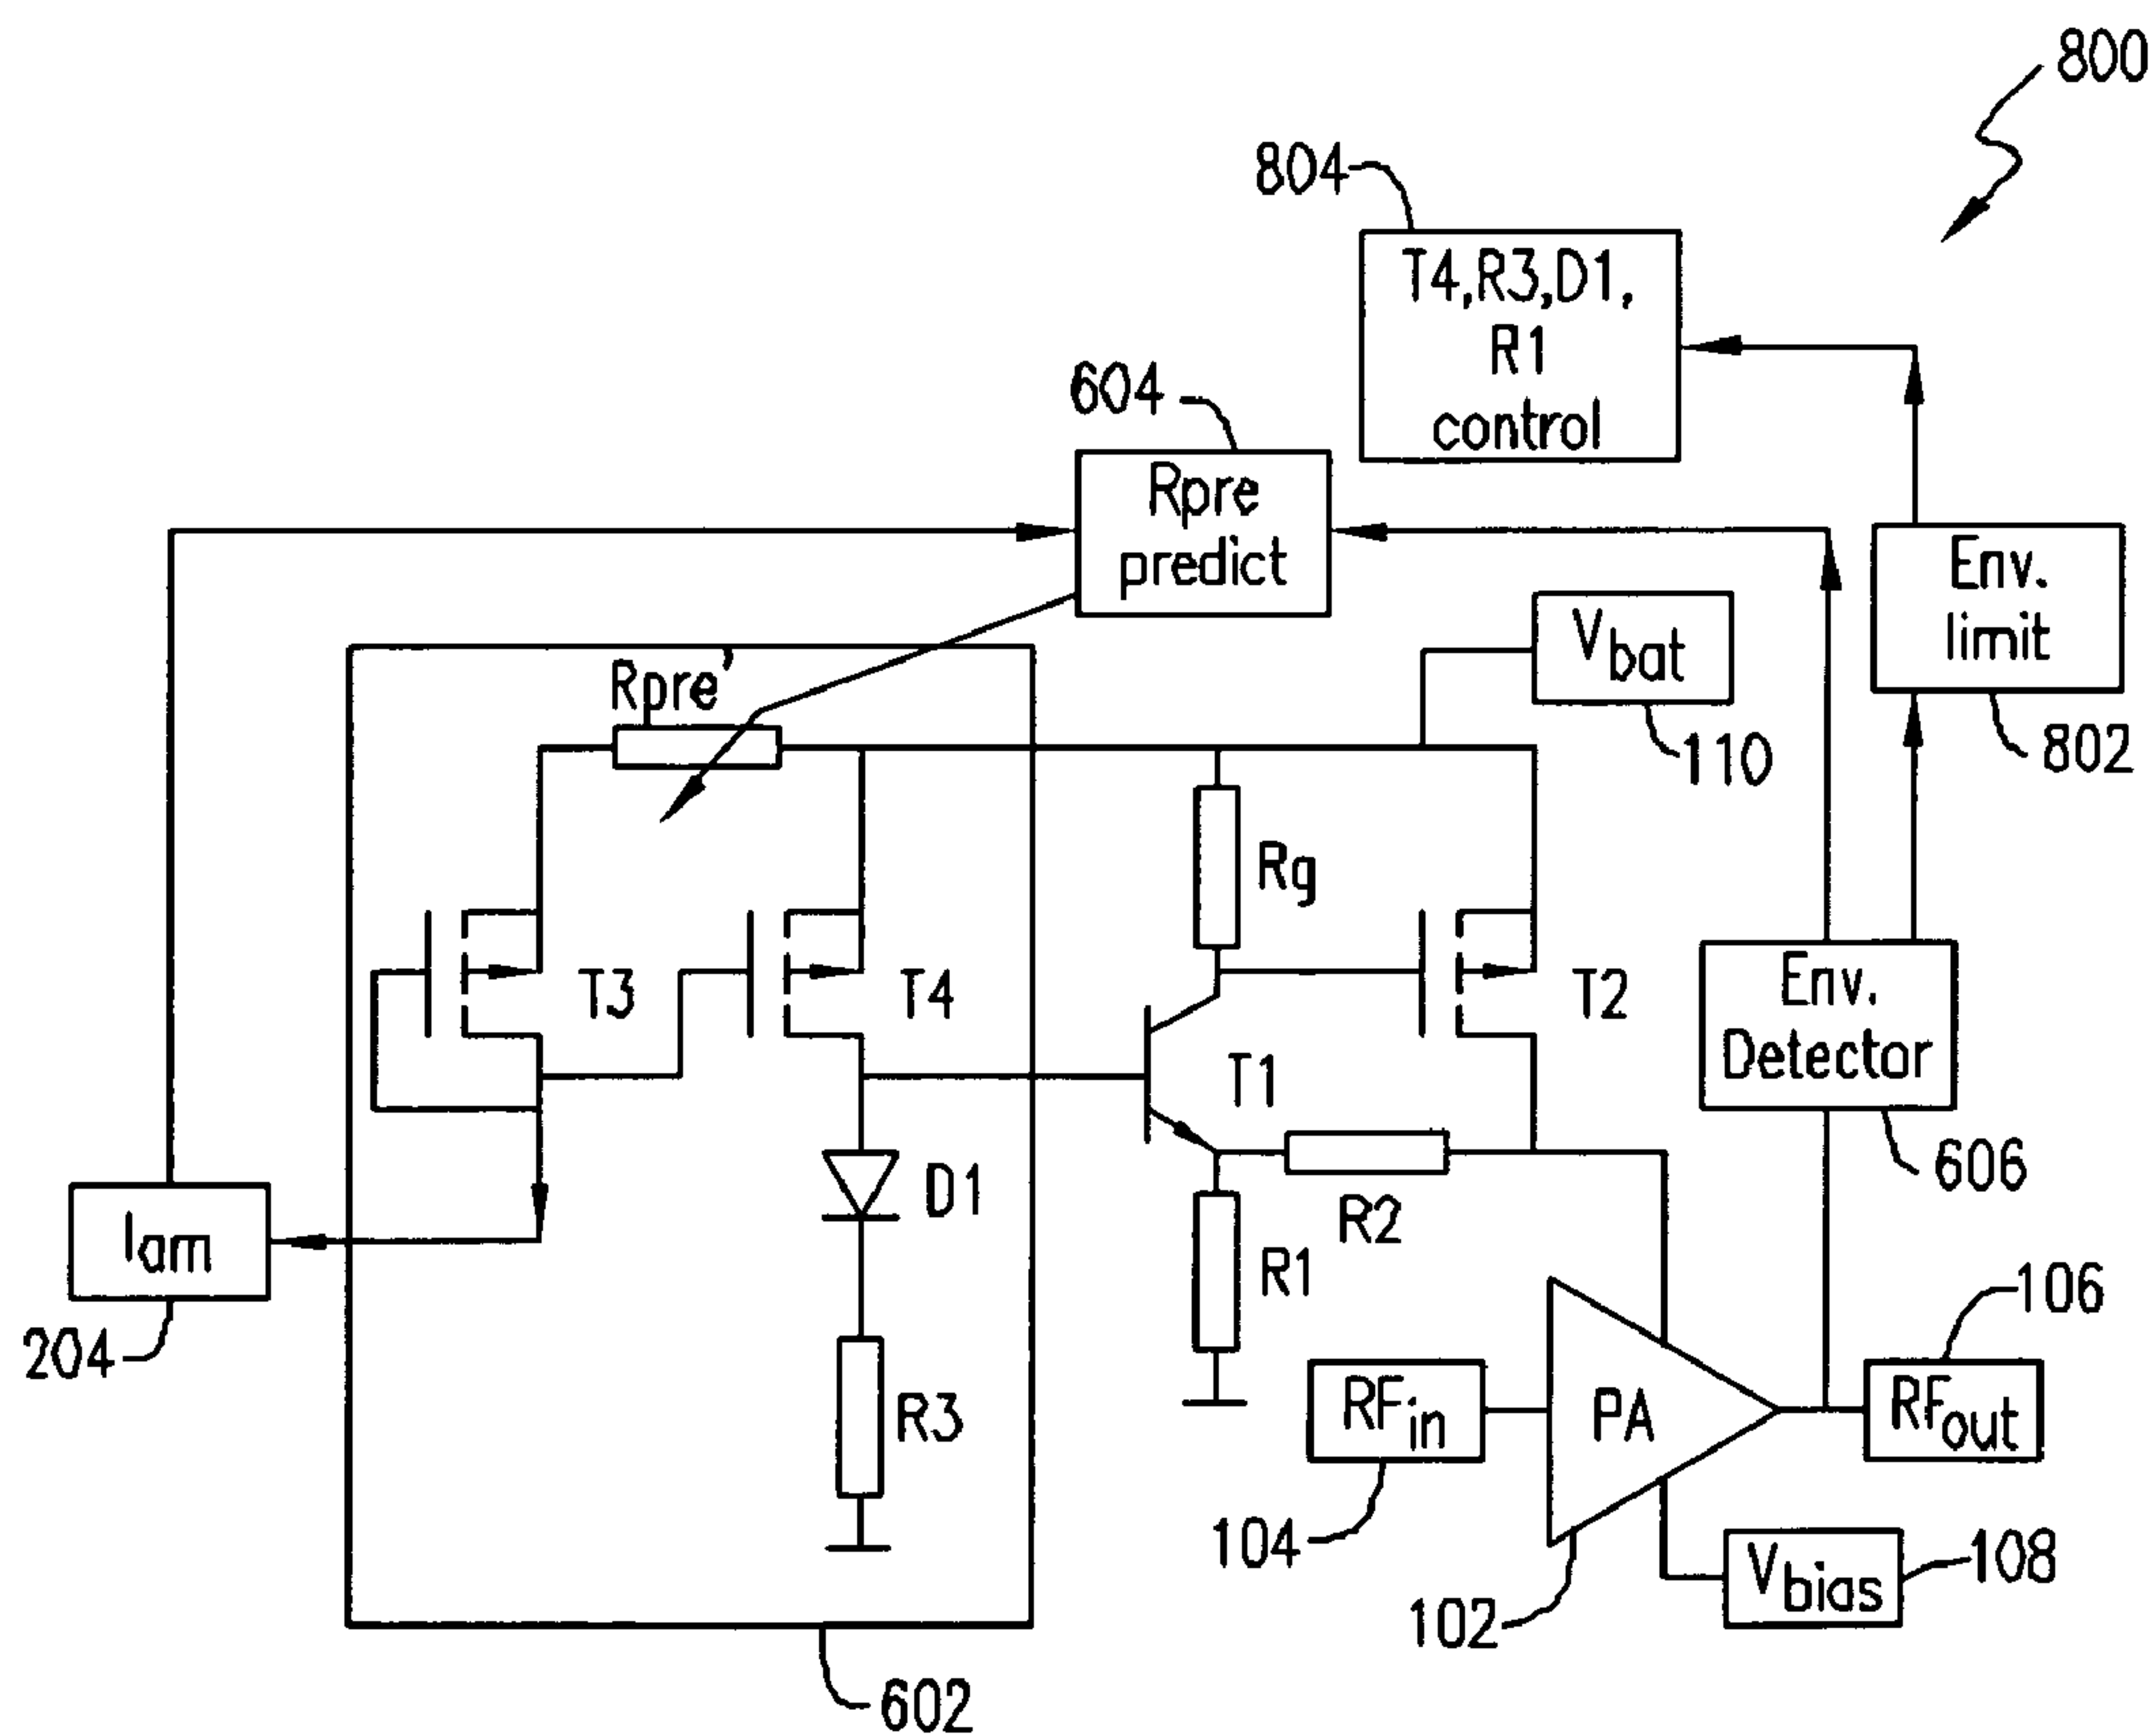 800
804
T4,R3,D1,
R1
control
604
Rpre
predict
Env.
limit
802
Vbat
110
Rpre'
Rg
T3
T4
T2
Env.
Detector
606
T1
D1
R2
R1
Iam
204
R3
106
RFin
PA
RFout
104
102
Vbias
108
602